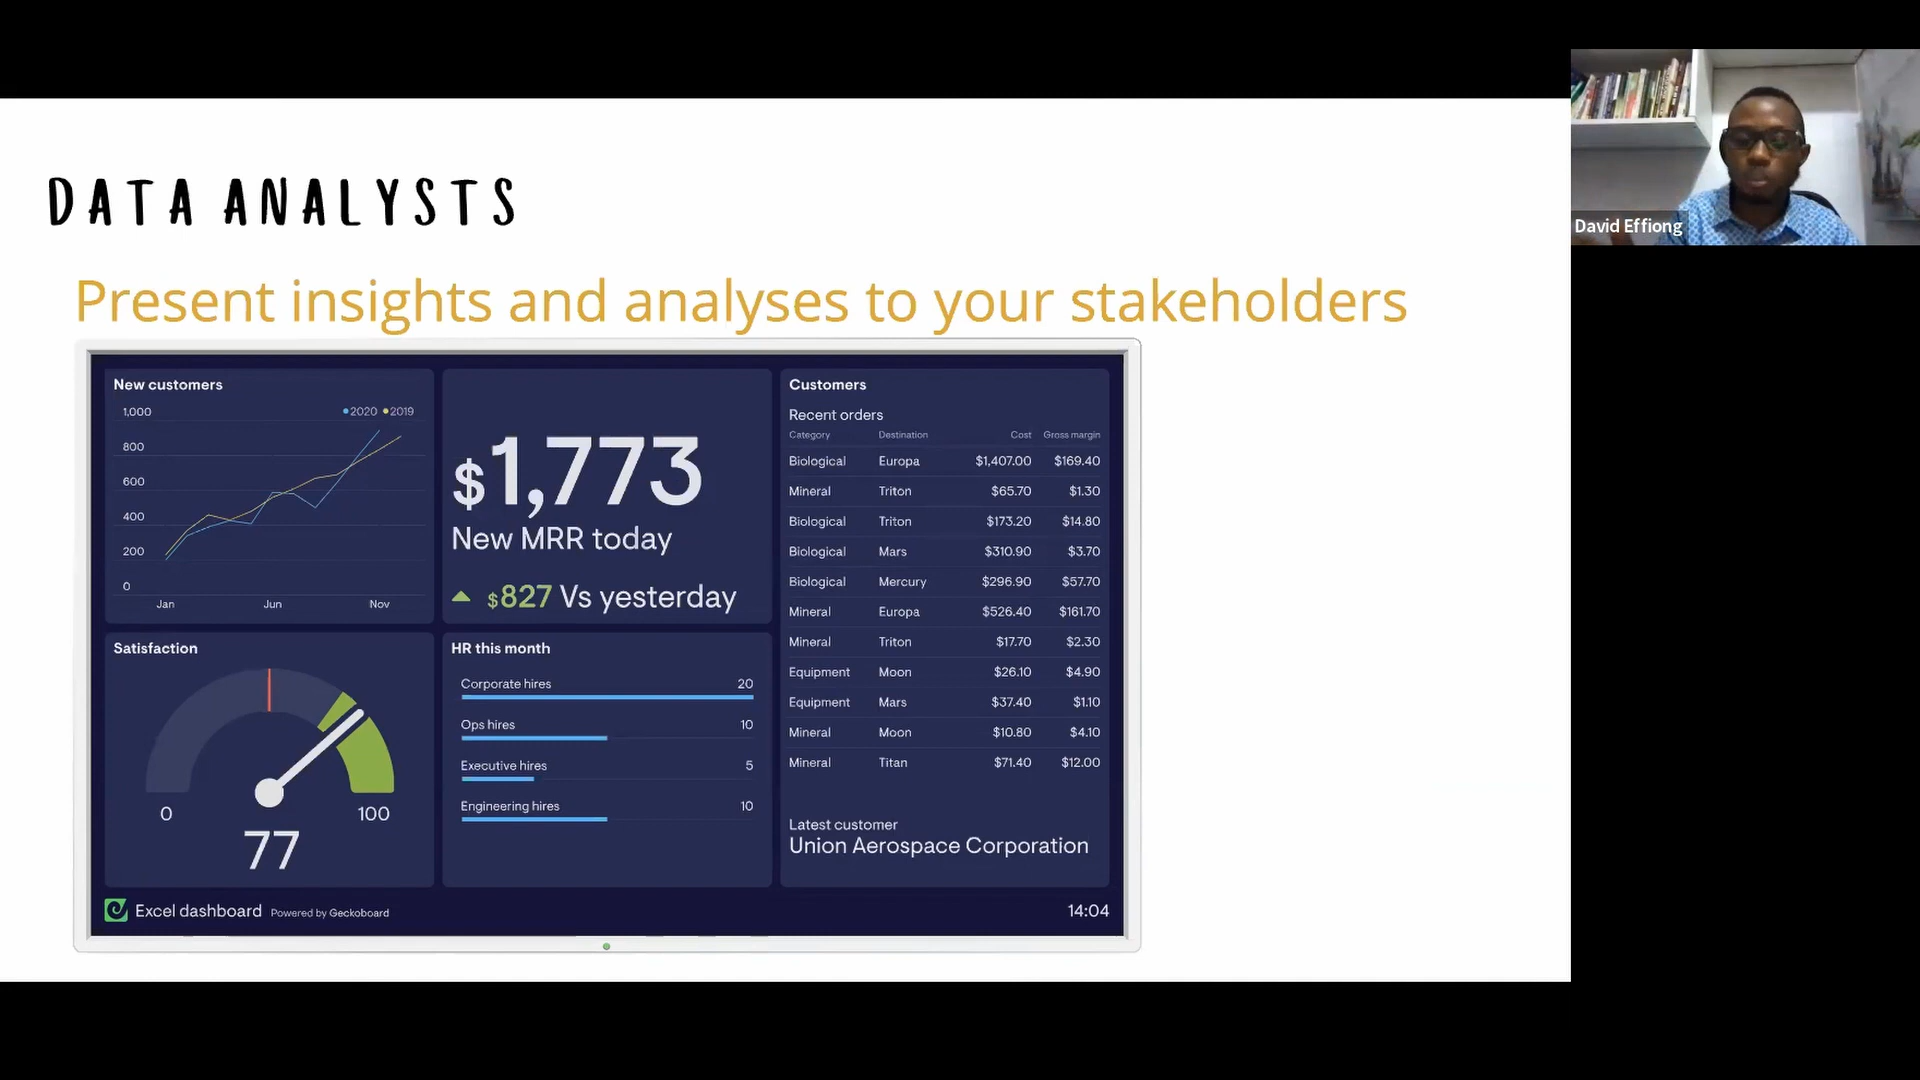 DATA ANALYSTS
Present insights and analyses to your stakeholders
New customers
1,000
2020 2019
800
600
400
200
0
Jan Jun Nov
$1,773
New MRR today
$827 Vs yesterday
Customers
Recent orders
Category Destination Cost Gross margin
Biological Europa $1,407.00 $169.40
Mineral Triton $65.70 $1.30
Biological Triton $173.20 $14.80
Biological Mars $310.90 $3.70
Biological Mercury $296.90 $57.70
Mineral Europa $526.40 $161.70
Mineral Triton $17.70 $2.30
Equipment Moon $26.10 $4.90
Equipment Mars $37.40 $1.10
Mineral Moon $10.80 $4.10
Mineral Titan $71.40 $12.00
Latest customer
Union Aerospace Corporation
Satisfaction
0 100
77
HR this month
Corporate hires 20
Ops hires 10
Executive hires 5
Engineering hires 10
Excel dashboard Powered by Geckoboard
14:04
David Effiong